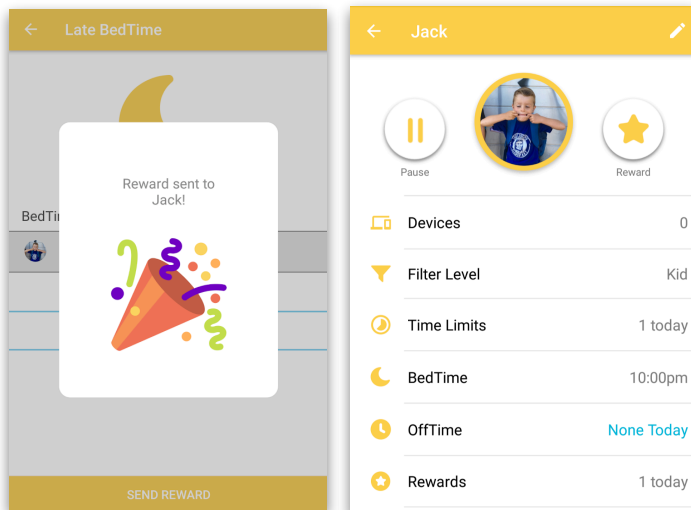 Late BedTime
BedTi
Reward sent to
Jack!
SEND REWARD
Jack
Pause
Reward
Devices 0
Filter Level Kid
Time Limits 1 today
BedTime 10:00pm
OffTime None Today
Rewards 1 today